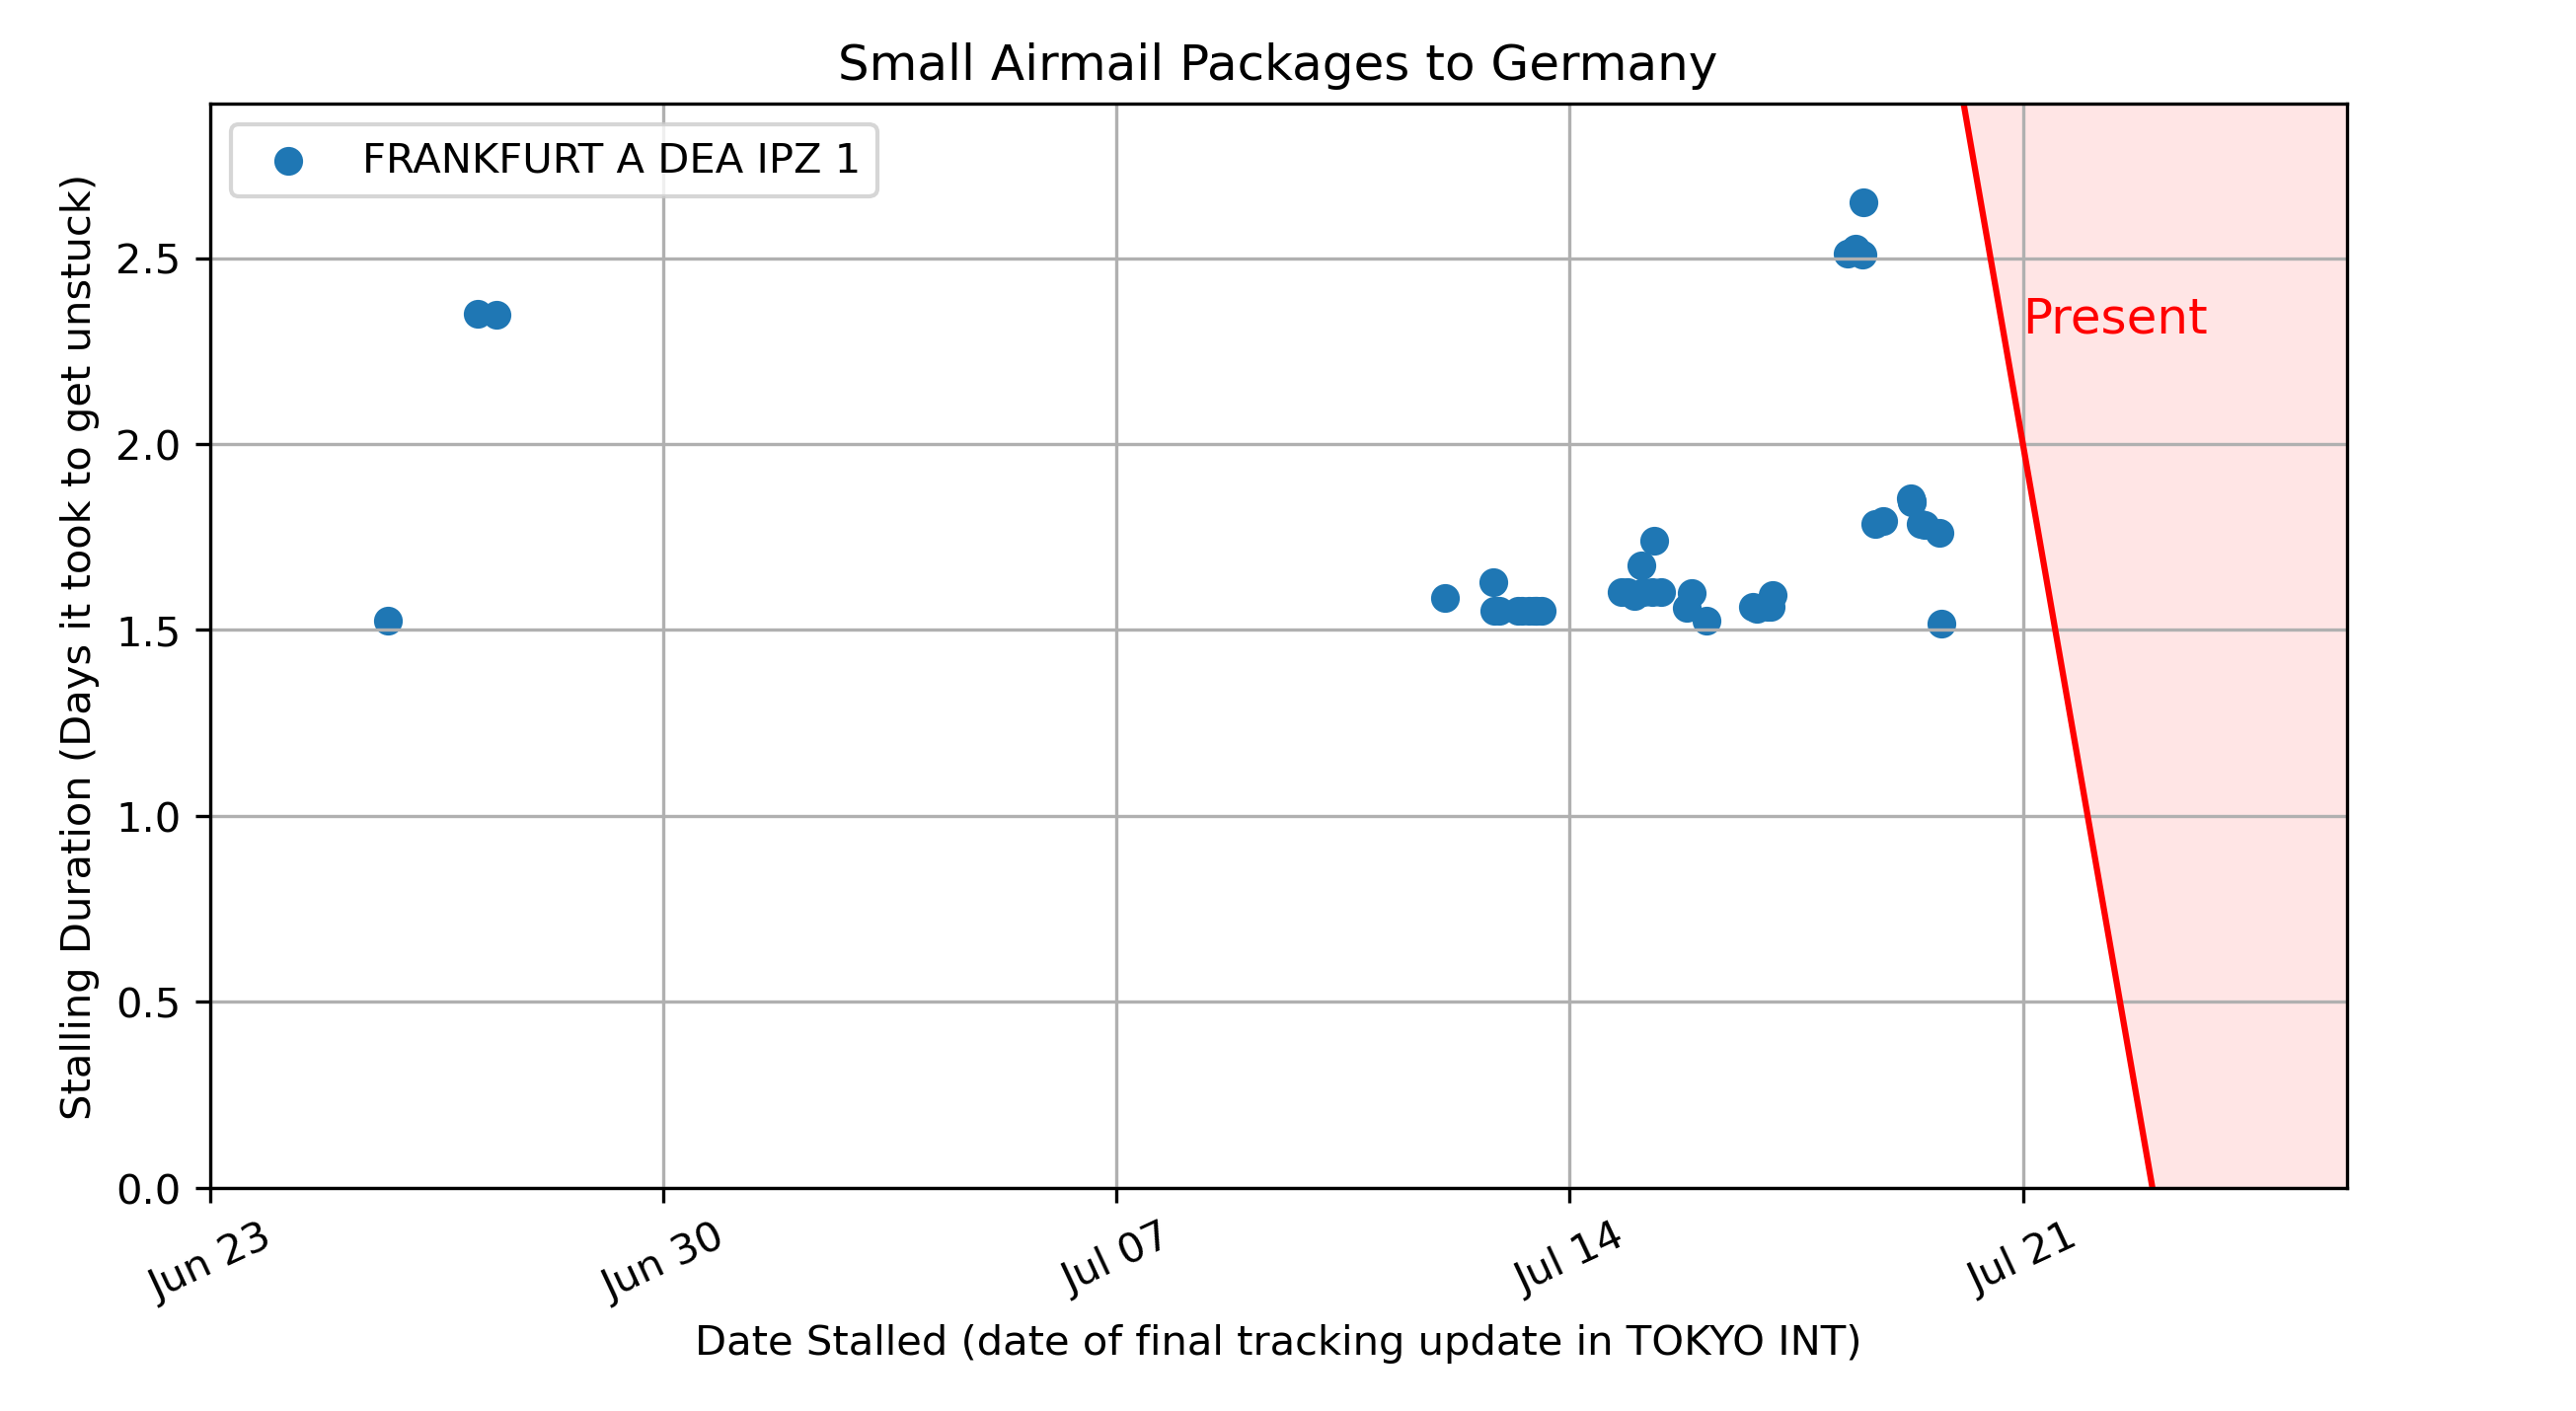 Small Airmail Packages to Germany
FRANKFURT A DEA IPZ 1
Present
Stalling Duration (Days it took to get unstuck)
2.5
2.0
1.5
1.0
0.5
0.0
Jun 23
Jun 30
Jul 07
Jul 14
Jul 21
Date Stalled (date of final tracking update in TOKYO INT)